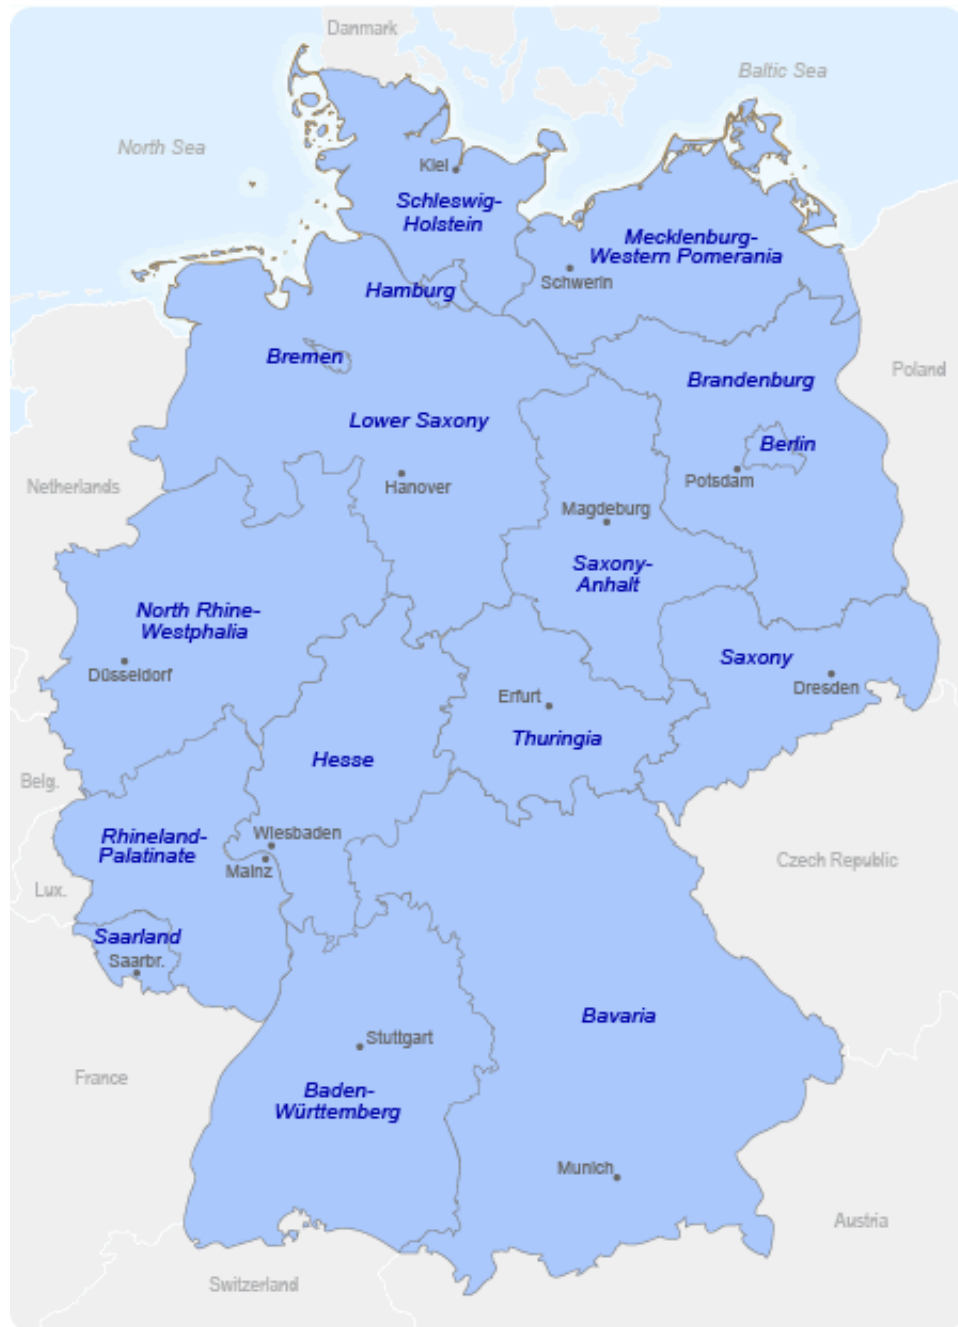 Danmark
Baltic Sea
North Sea
Kiel
Schleswig-
Holstein
Mecklenburg-
Western Pomerania
Schwerin
Hamburg
Bremen
Poland
Brandenburg
Lower Saxony
Berlin
Potsdam
Netherlands
Hanover
Magdeburg
Saxony-
Anhalt
North Rhine-
Westphalia
Düsseldorf
Saxony
Dresden
Erfurt
Thuringia
Hesse
Belg.
Rhineland-
Palatinate
Wiesbaden
Mainz
Czech Republic
Lux.
Saarland
Saarbr.
Bavaria
Stuttgart
France
Baden-
Württemberg
Munich
Austria
Switzerland